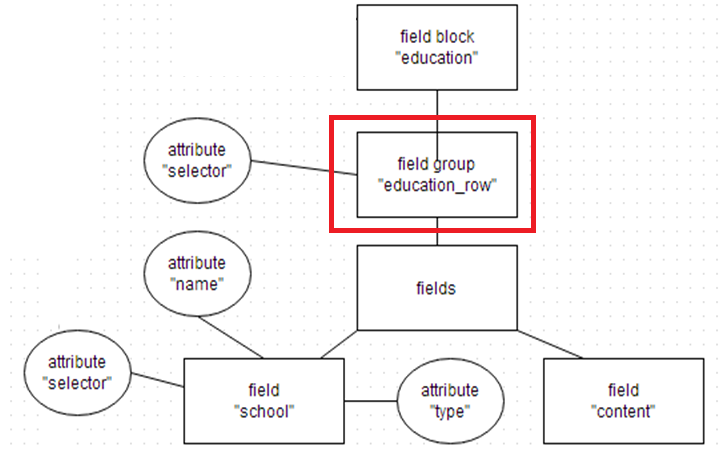 field block
"education"
attribute
"selector"
field group
"education_row"
attribute
"name"
fields
attribute
"selector"
field
"school"
attribute
"type"
field
"content"